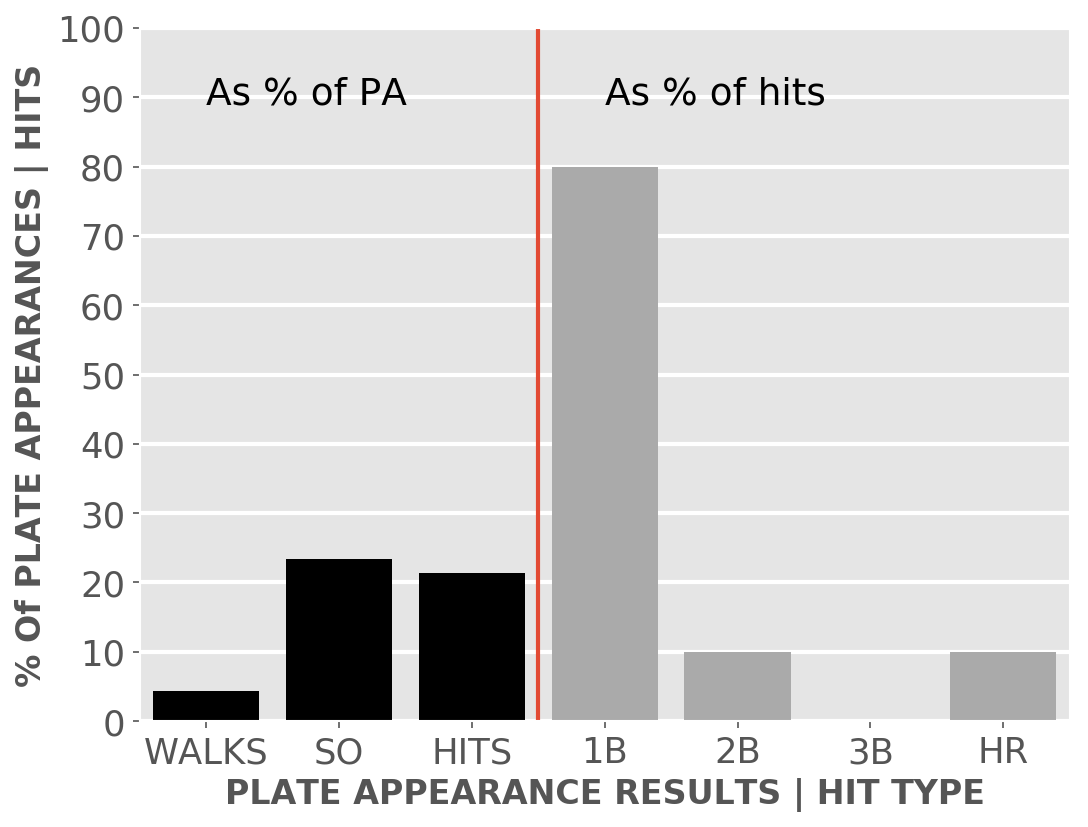 % Of PLATE APPEARANCES | HITS
100
90
80
70
60
50
40
30
20
10
0
As % of PA
As % of hits
WALKS SO HITS 1B 2B 3B HR
PLATE APPEARANCE RESULTS | HIT TYPE